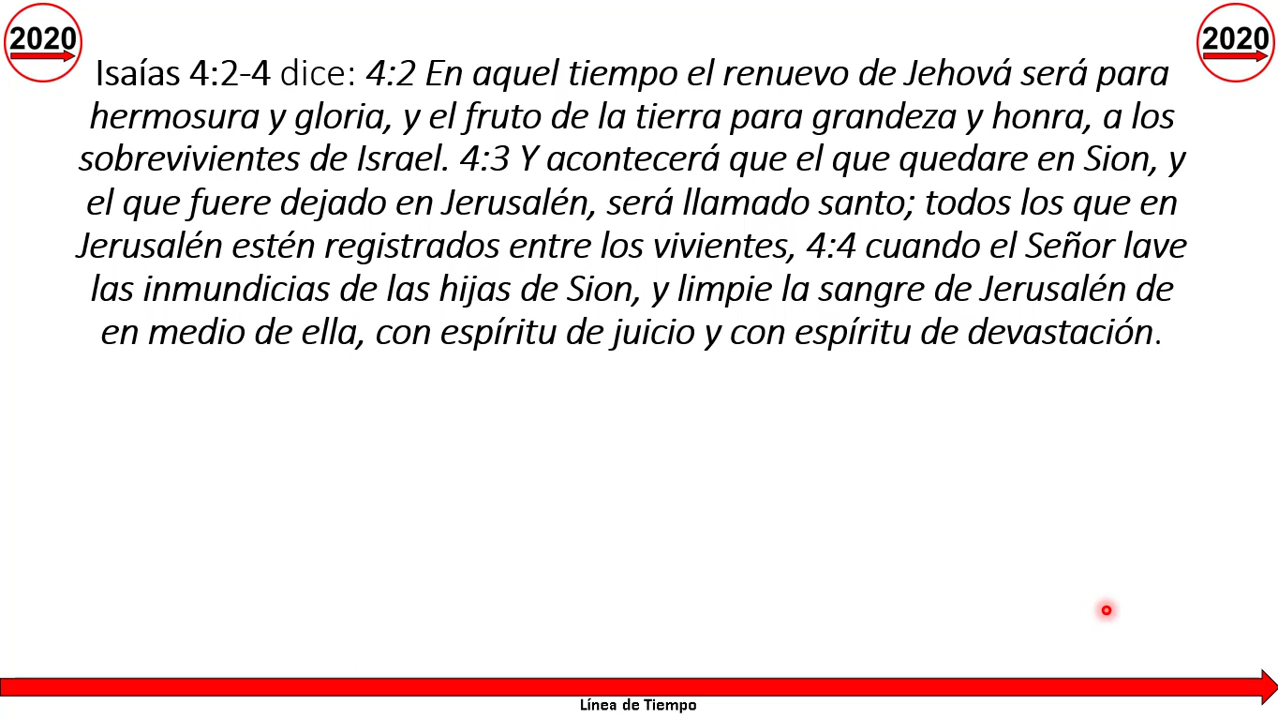 2020
2020
Isaías 4:2-4 dice: 4:2 En aquel tiempo el renuevo de Jehová será para
hermosura y gloria, y el fruto de la tierra para grandeza y honra, a los
sobrevivientes de Israel. 4:3 Y acontecerá que el que quedare en Sion, y
el que fuere dejado en Jerusalén, será llamado santo; todos los que en
Jerusalén estén registrados entre los vivientes, 4:4 cuando el Señor lave
las inmundicias de las hijas de Sion, y limpie la sangre de Jerusalén de
en medio de ella, con espíritu de juicio y con espíritu de devastación.
Línea de Tiempo